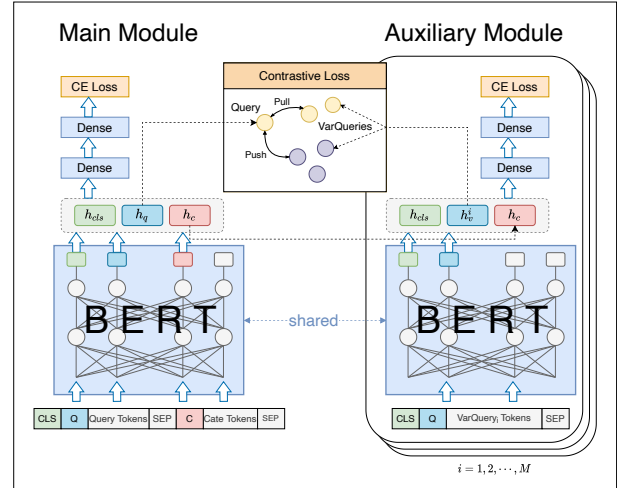 Main Module
Auxiliary Module
CE Loss
Dense
Dense
h_cls h_q h_c
BERT
CLS Q Query Tokens SEP C Cate Tokens SEP
Contrastive Loss
Query
Pull
Push
VarQueries
shared
CE Loss
Dense
Dense
h_cls h_v^i h_c
BERT
CLS Q VarQuery_i Tokens SEP
i = 1, 2, ⋯, M